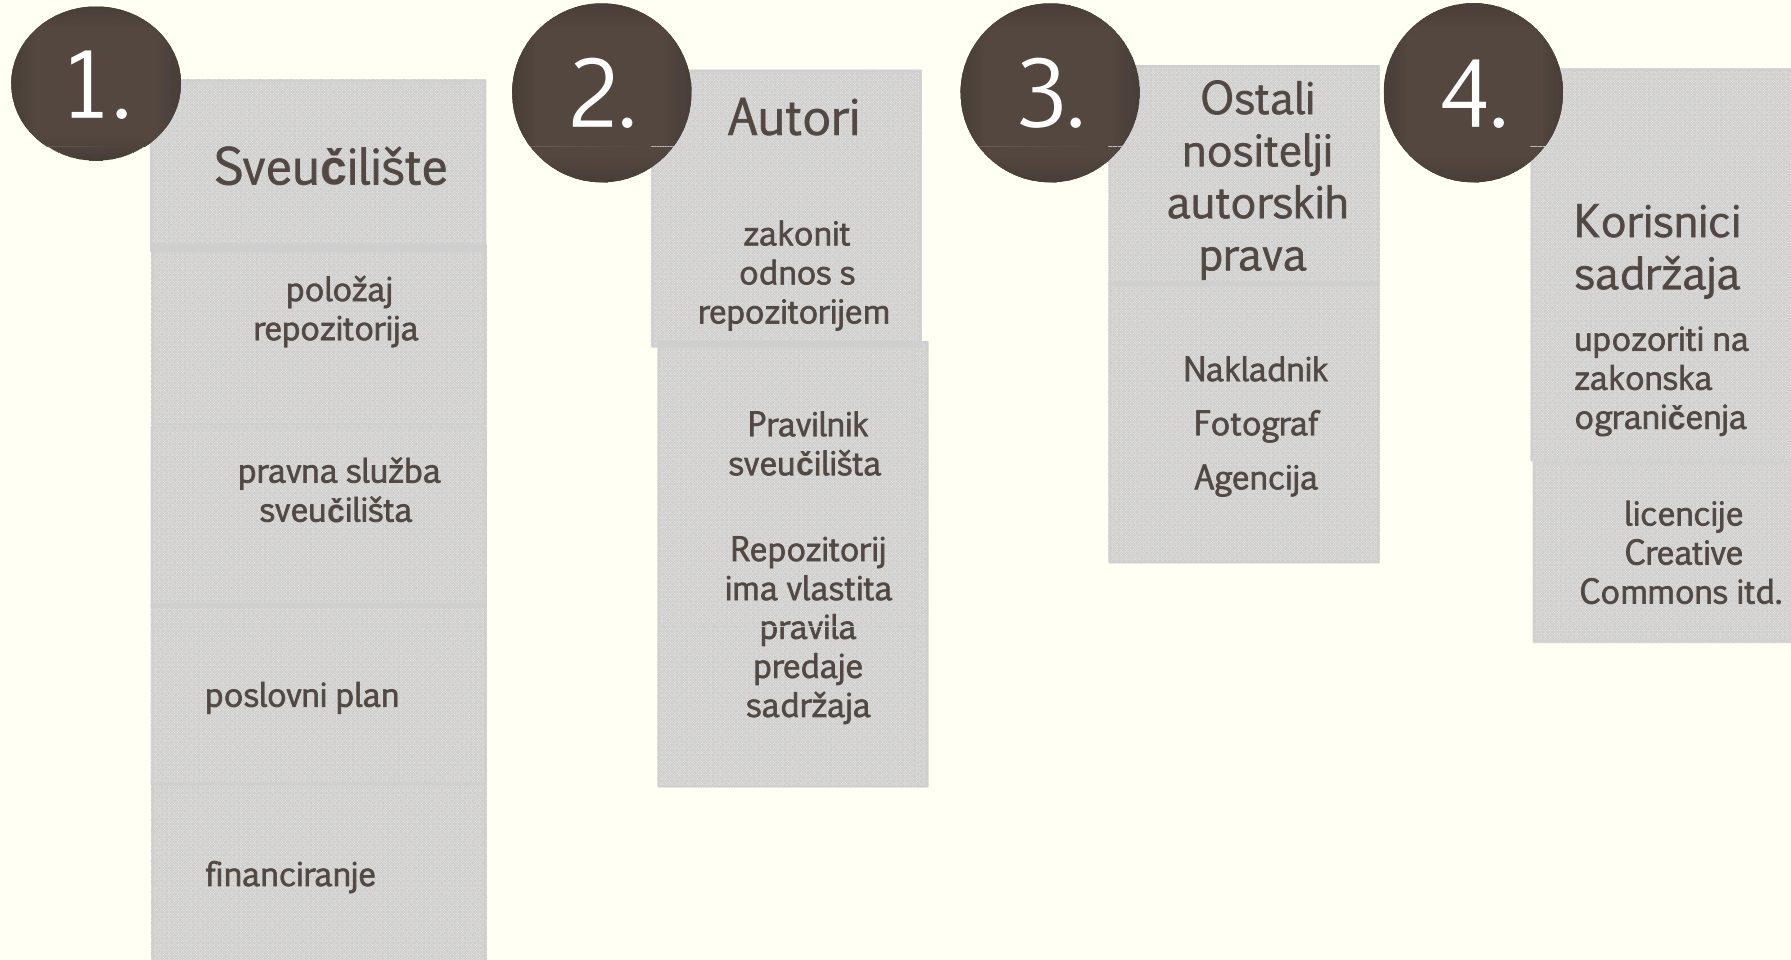 1.
Sveučilište
položaj
repozitorija
pravna služba
sveučilišta
poslovni plan
financiranje
2.
Autori
zakonit
odnos s
repozitorijem
Pravilnik
sveučilišta
Repozitorij
ima vlastita
pravila
predaje
sadržaja
3.
Ostali
nositelji
autorskih
prava
Nakladnik
Fotograf
Agencija
4.
Korisnici
sadržaja
upozoriti na
zakonska
ograničenja
licencije
Creative
Commons itd.